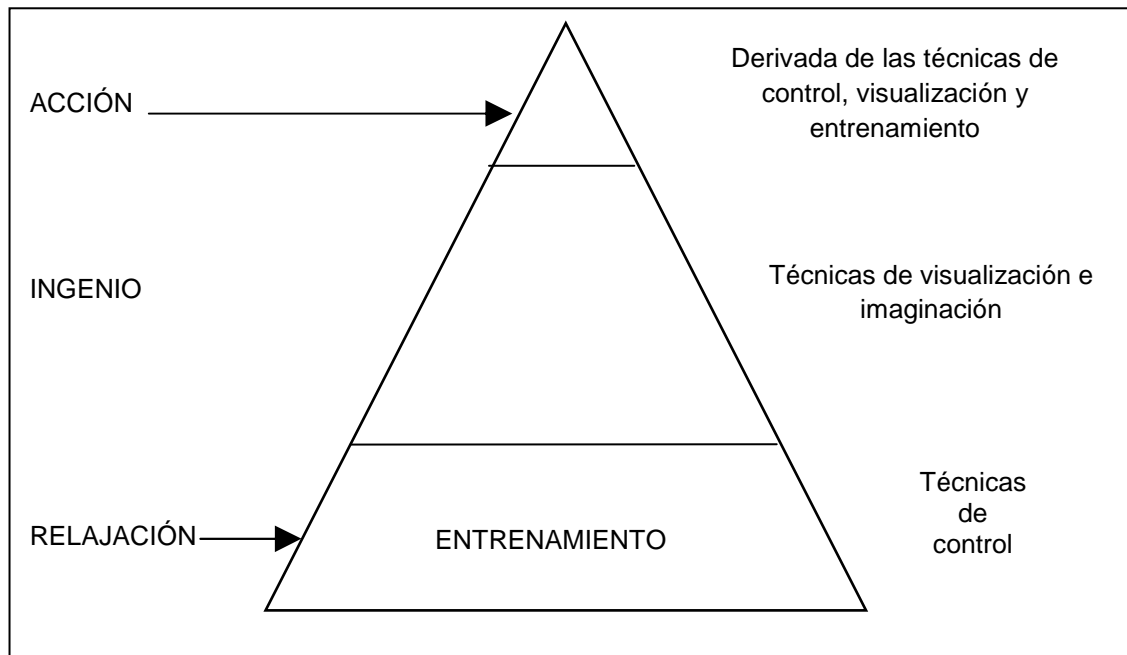 ACCIÓN
Derivada de las técnicas de
control, visualización y
entrenamiento
INGENIO
Técnicas de visualización e
imaginación
RELAJACIÓN
ENTRENAMIENTO
Técnicas
de
control